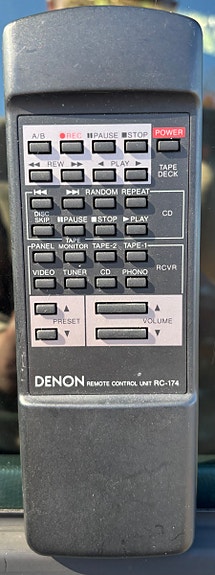 A/B ●REC ▮▮PAUSE ■STOP POWER
◀◀ REW ▶▶ ◀ PLAY ▶ TAPE DECK
|◀◀ ▶▶| RANDOM REPEAT
DISC SKIP ▮▮PAUSE ■STOP ▶PLAY CD
PANEL TAPE MONITOR TAPE-2 TAPE-1
RCVR
VIDEO TUNER CD PHONO
▲ ▲
PRESET VOLUME
▼ ▼
DENON REMOTE CONTROL UNIT RC-174